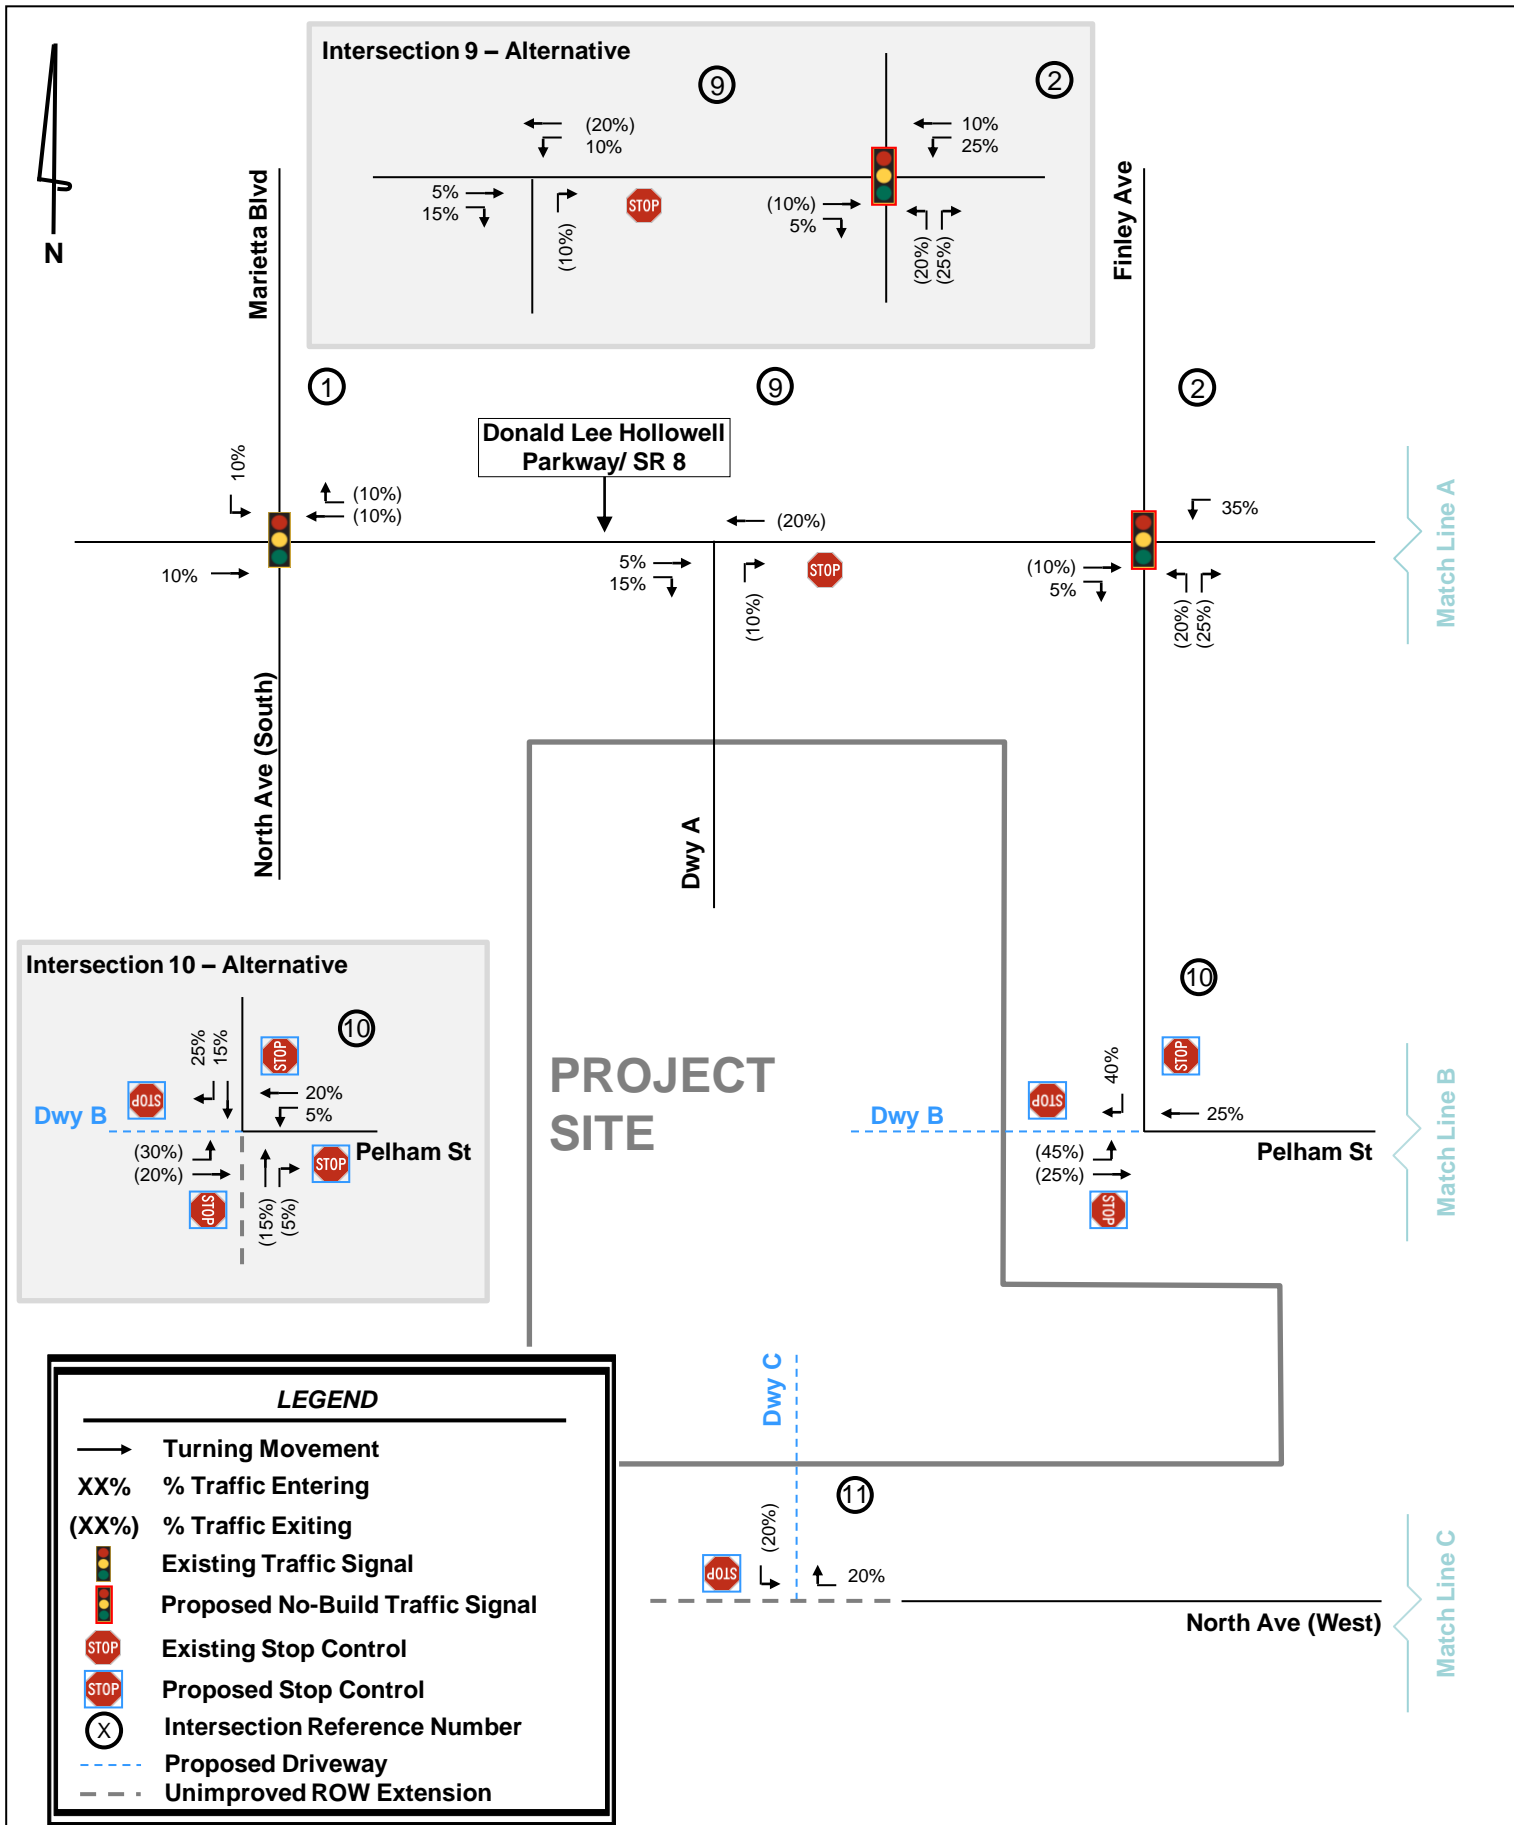 Intersection 9 – Alternative
9
2
(20%)
10%
5%
15%
(10%)
STOP
10%
25%
(10%)
5%
(20%)
(25%)
N
Marietta Blvd
Finley Ave
1
9
2
Donald Lee Hollowell
Parkway/ SR 8
10%
(10%)
(10%)
10%
(20%)
5%
15%
(10%)
STOP
35%
(10%)
5%
(20%)
(25%)
Match Line A
North Ave (South)
Dwy A
Intersection 10 – Alternative
10
25%
15%
STOP
STOP
20%
5%
Dwy B
Pelham St
(30%)
(20%)
STOP
STOP
(15%)
(5%)
PROJECT
SITE
10
STOP
40%
STOP
25%
Dwy B
Pelham St
(45%)
(25%)
STOP
Match Line B
Dwy C
11
(20%)
STOP
20%
North Ave (West)
Match Line C
LEGEND
Turning Movement
XX% % Traffic Entering
(XX%) % Traffic Exiting
Existing Traffic Signal
Proposed No-Build Traffic Signal
STOP Existing Stop Control
STOP Proposed Stop Control
X Intersection Reference Number
Proposed Driveway
Unimproved ROW Extension